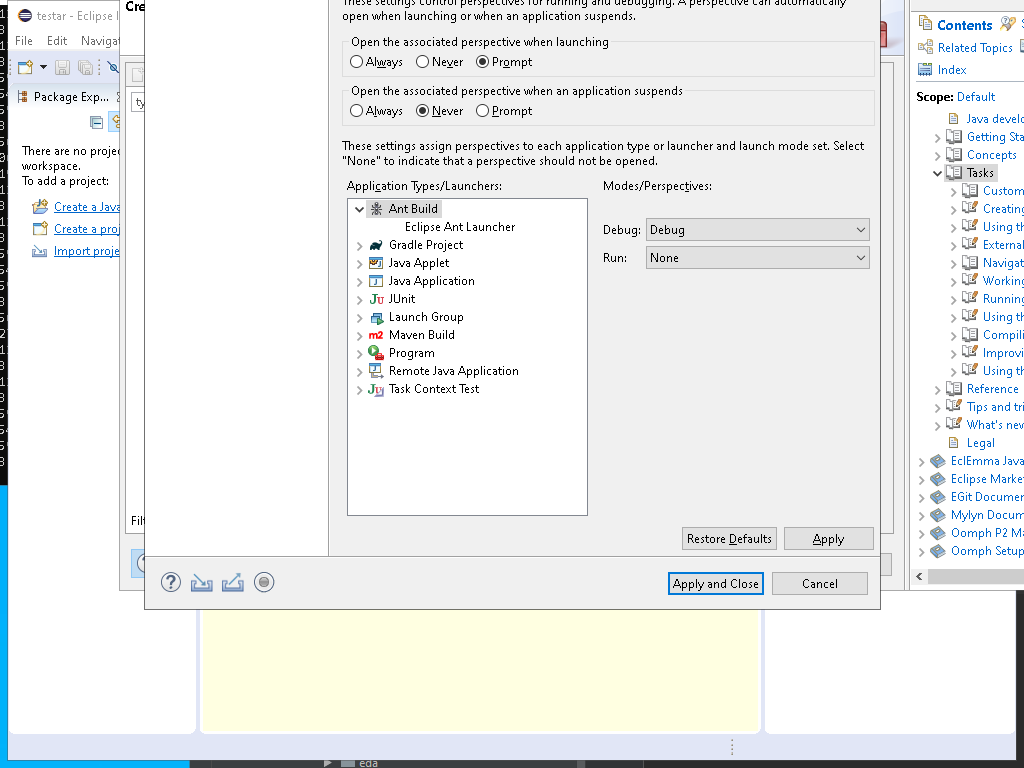 testar - Eclipse
File Edit Navigat
Package Exp...
There are no proje
workspace.
To add a project:
Create a Java
Create a proj
Import proje
Cre
ty
Filt
These settings control perspectives for running and debugging. A perspective can automatically
open when launching or when an application suspends.
Open the associated perspective when launching
Always Never Prompt
Open the associated perspective when an application suspends
Always Never Prompt
These settings assign perspectives to each application type or launcher and launch mode set. Select
"None" to indicate that a perspective should not be opened.
Application Types/Launchers:
Modes/Perspectives:
Ant Build
Eclipse Ant Launcher
Gradle Project
Java Applet
Java Application
JUnit
Launch Group
Maven Build
Program
Remote Java Application
Task Context Test
Debug: Debug
Run: None
Restore Defaults
Apply
Apply and Close
Cancel
Contents
Related Topics
Index
Scope: Default
Java develo
Getting Sta
Concepts
Tasks
Custom
Creating
Using th
External
Navigat
Working
Running
Using th
Compili
Improvi
Using th
Reference
Tips and tri
What's new
Legal
EclEmma Java
Eclipse Marke
EGit Documen
Mylyn Docum
Oomph P2 Ma
Oomph Setup
eda